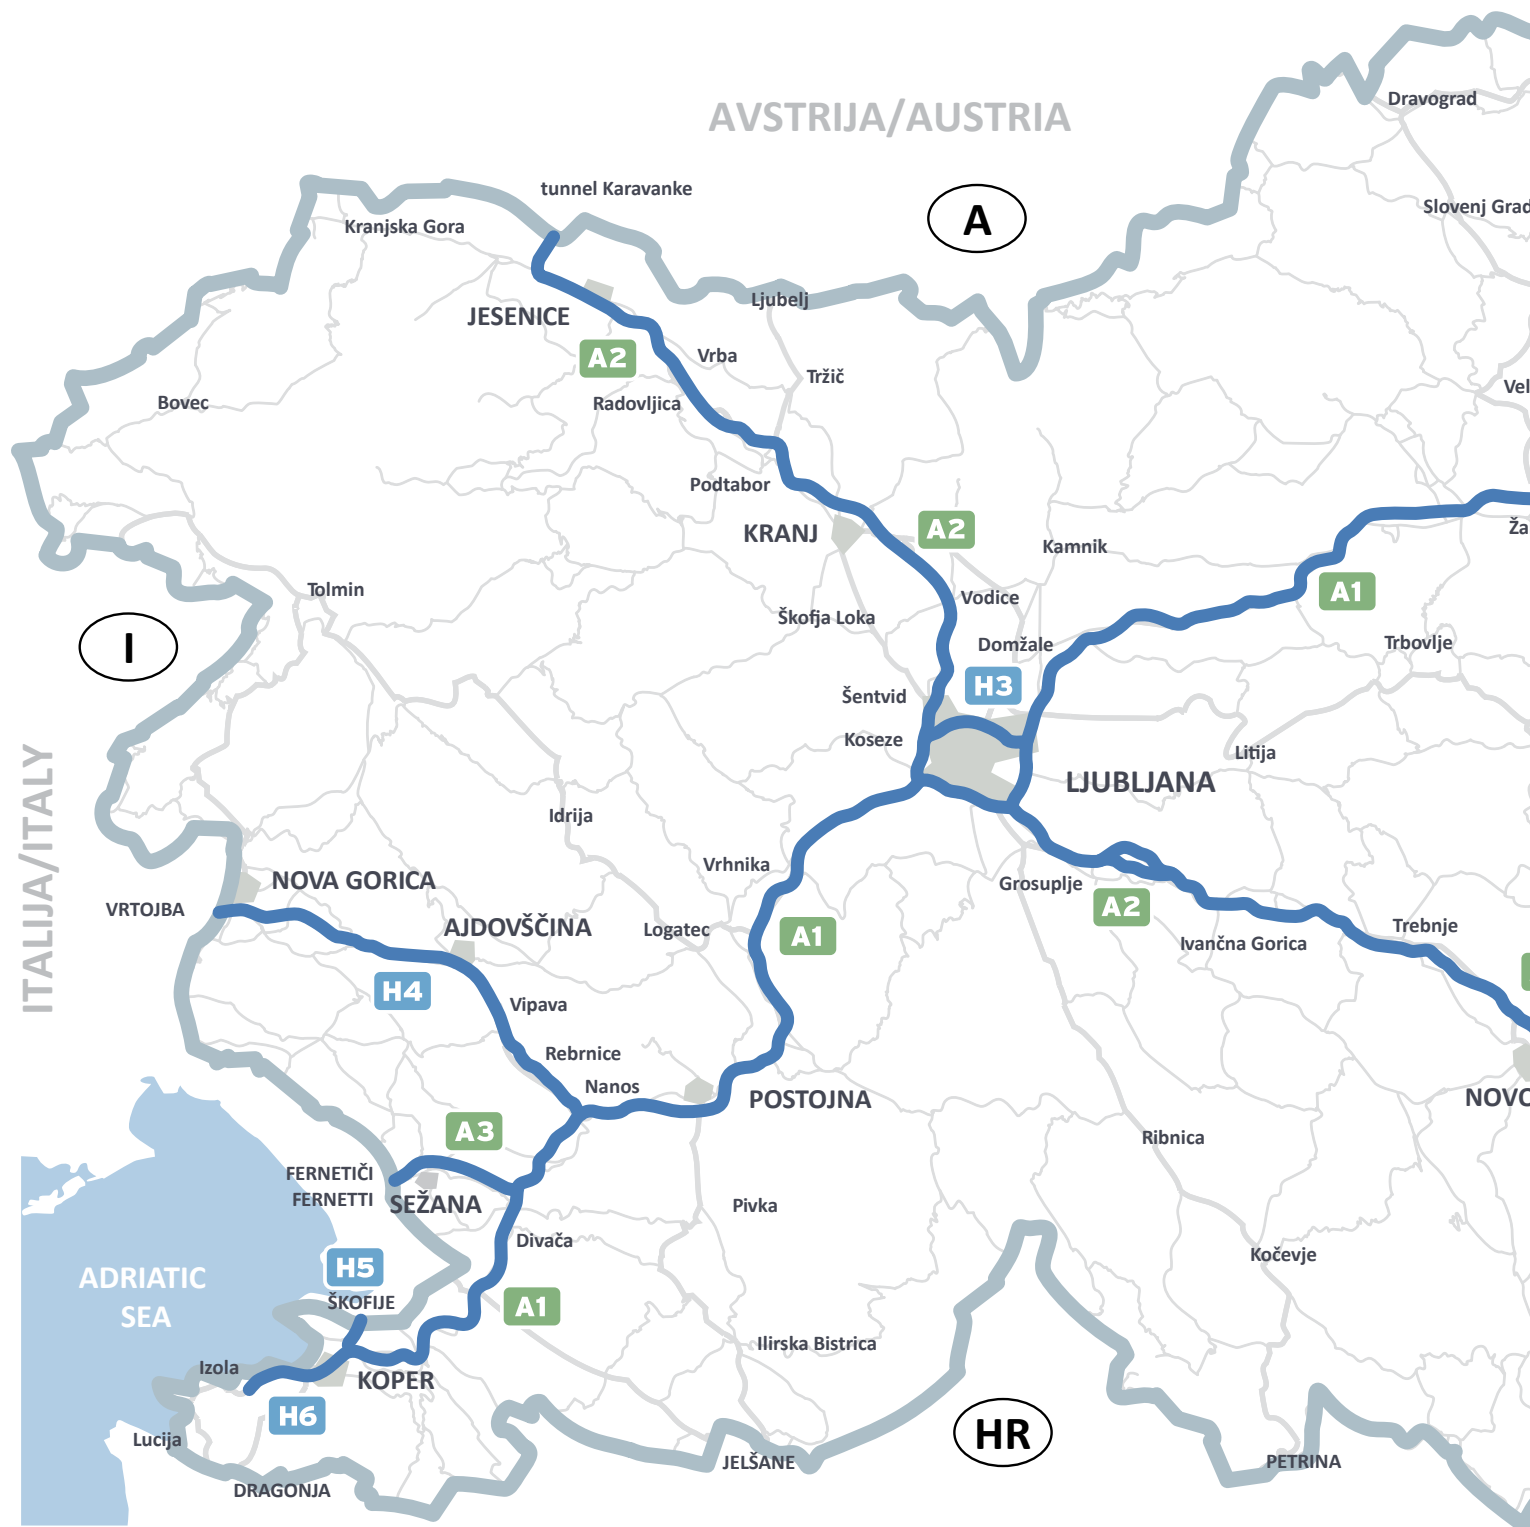 Dravograd
AVSTRIJA/AUSTRIA
tunnel Karavanke
A
Slovenj Grad
Kranjska Gora
Ljubelj
JESENICE
A2
Vrba
Tržič
Vel
Bovec
Radovljica
Podtabor
KRANJ
A2
Kamnik
Ža
Tolmin
A1
Vodice
Škofja Loka
I
Domžale
Trbovlje
H3
Šentvid
Koseze
Litija
ITALIJA/ITALY
LJUBLJANA
Idrija
Vrhnika
NOVA GORICA
Grosuplje
VRTOJBA
A2
AJDOVŠČINA
Logatec
A1
Trebnje
Ivančna Gorica
H4
Vipava
Rebrnice
Nanos
POSTOJNA
NOVO
A3
Ribnica
FERNETIČI
FERNETTI
SEŽANA
Pivka
Divača
Kočevje
H5
ADRIATIC
SEA
ŠKOFIJE
A1
Ilirska Bistrica
Izola
KOPER
H6
HR
Lucija
JELŠANE
PETRINA
DRAGONJA